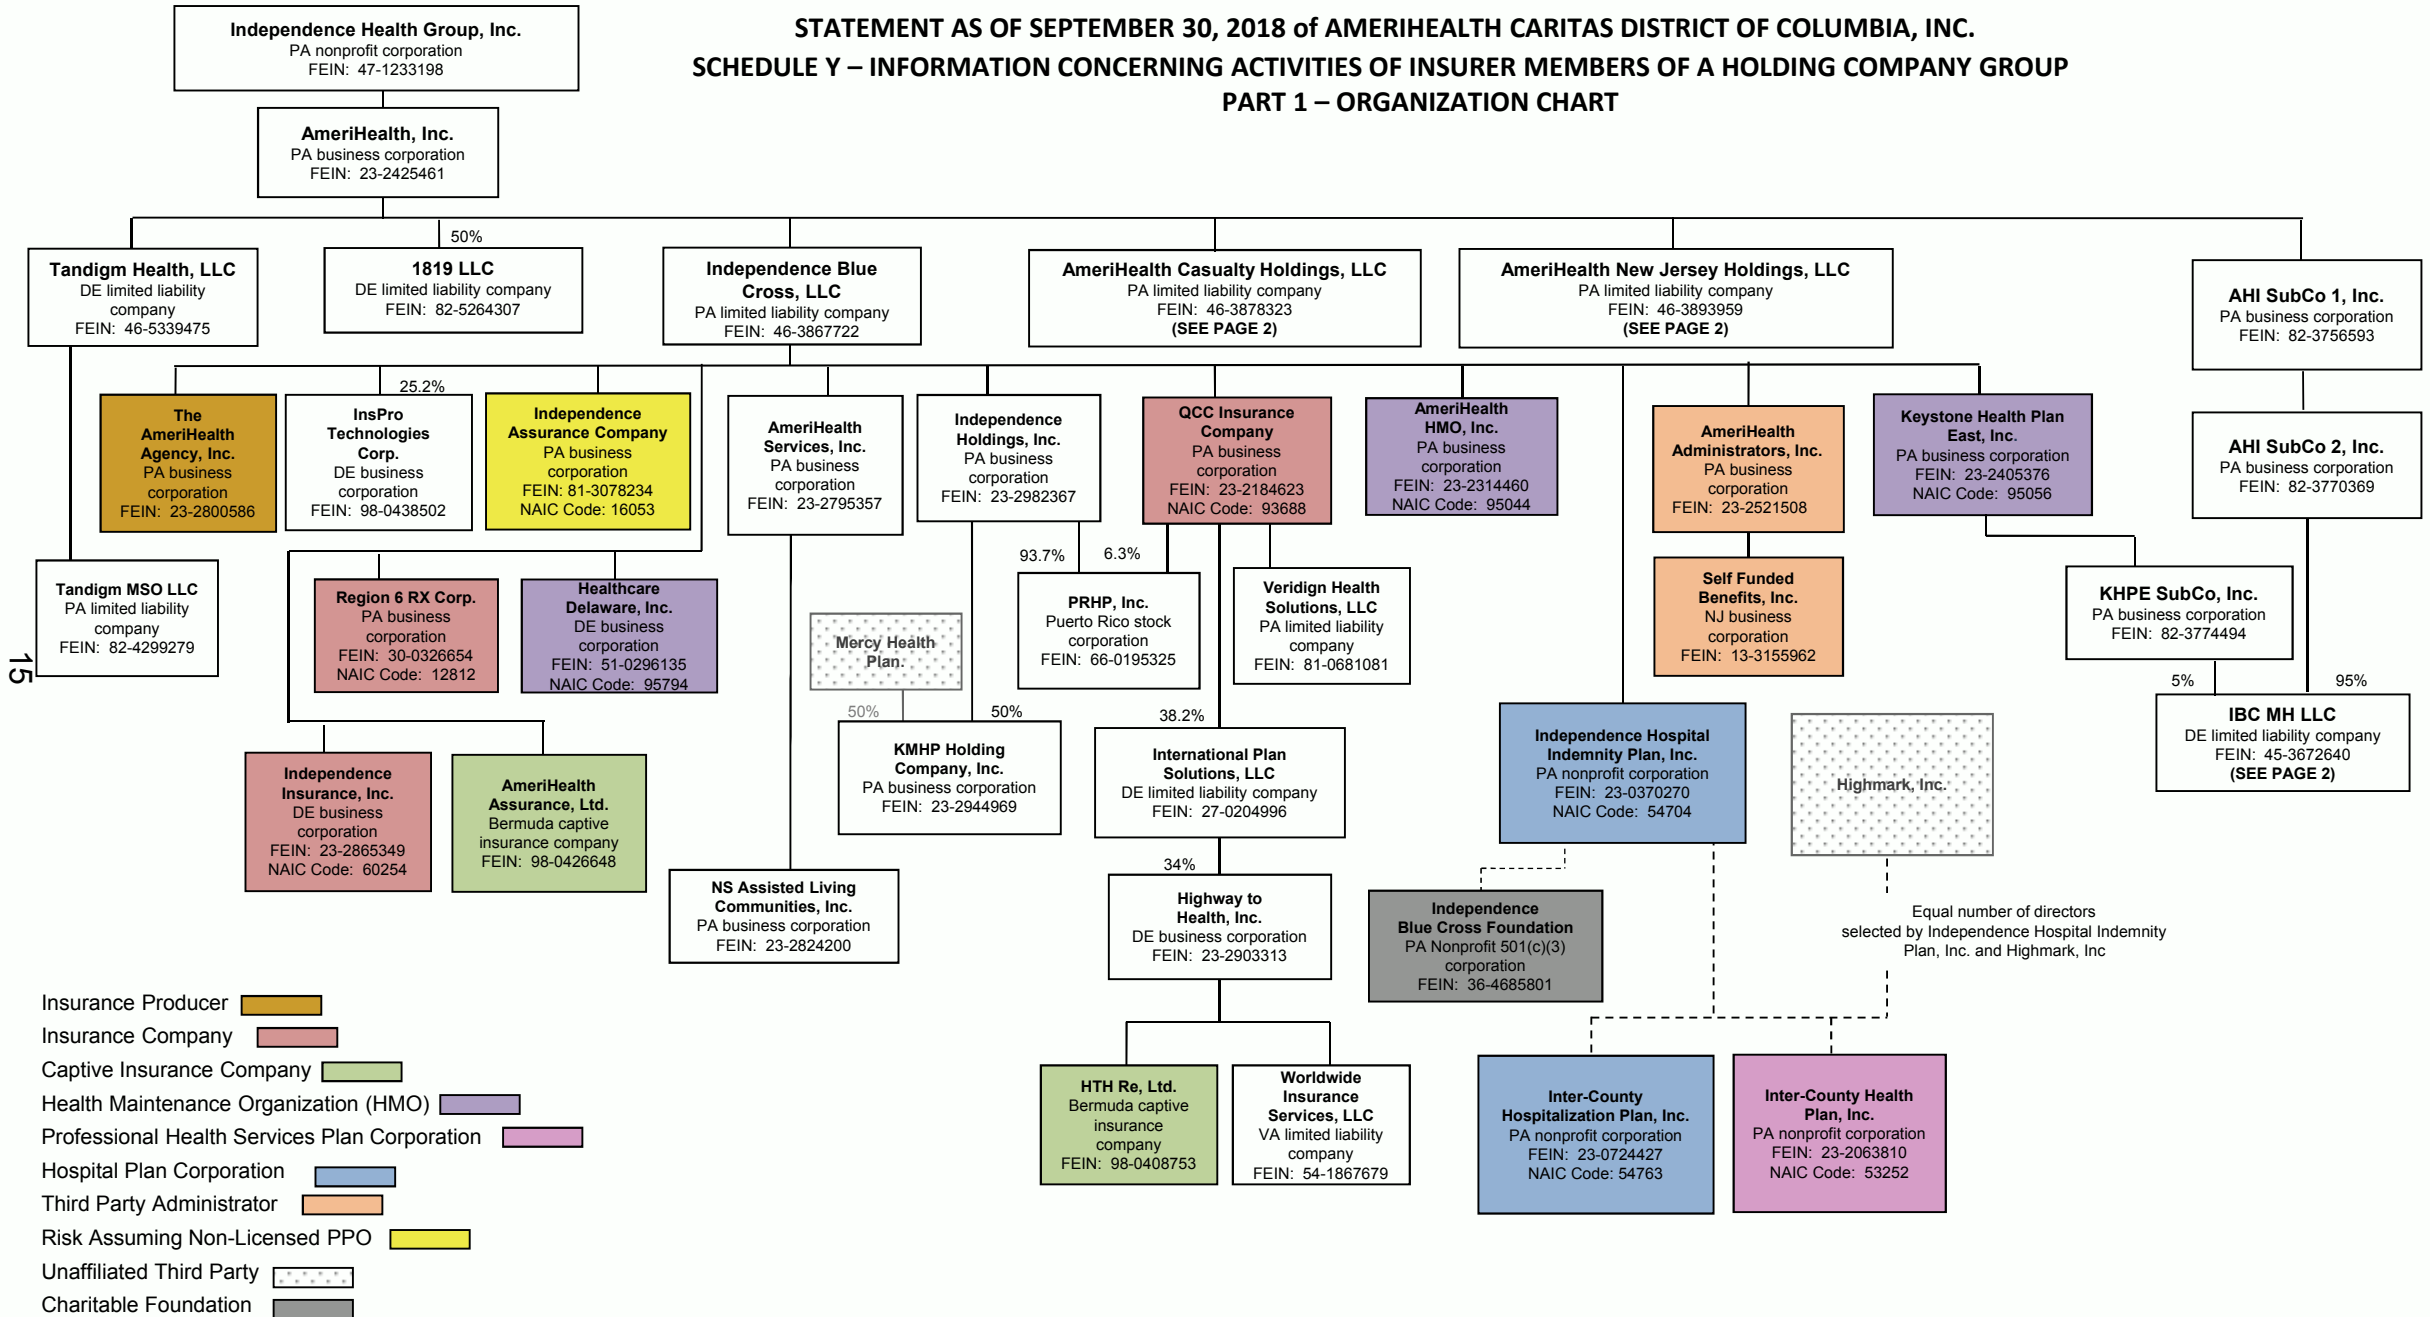 STATEMENT AS OF SEPTEMBER 30, 2018 of AMERIHEALTH CARITAS DISTRICT OF COLUMBIA, INC.
SCHEDULE Y – INFORMATION CONCERNING ACTIVITIES OF INSURER MEMBERS OF A HOLDING COMPANY GROUP
PART 1 – ORGANIZATION CHART
Independence Health Group, Inc.
PA nonprofit corporation
FEIN: 47-1233198
AmeriHealth, Inc.
PA business corporation
FEIN: 23-2425461
Tandigm Health, LLC
DE limited liability
company
FEIN: 46-5339475
50%
1819 LLC
DE limited liability company
FEIN: 82-5264307
Independence Blue
Cross, LLC
PA limited liability company
FEIN: 46-3867722
AmeriHealth Casualty Holdings, LLC
PA limited liability company
FEIN: 46-3878323
(SEE PAGE 2)
AmeriHealth New Jersey Holdings, LLC
PA limited liability company
FEIN: 46-3893959
(SEE PAGE 2)
AHI SubCo 1, Inc.
PA business corporation
FEIN: 82-3756593
The
AmeriHealth
Agency, Inc.
PA business
corporation
FEIN: 23-2800586
25.2%
InsPro
Technologies
Corp.
DE business
corporation
FEIN: 98-0438502
Independence
Assurance Company
PA business
corporation
FEIN: 81-3078234
NAIC Code: 16053
AmeriHealth
Services, Inc.
PA business
corporation
FEIN: 23-2795357
Independence
Holdings, Inc.
PA business
corporation
FEIN: 23-2982367
QCC Insurance
Company
PA business
corporation
FEIN: 23-2184623
NAIC Code: 93688
AmeriHealth
HMO, Inc.
PA business
corporation
FEIN: 23-2314460
NAIC Code: 95044
AmeriHealth
Administrators, Inc.
PA business
corporation
FEIN: 23-2521508
Keystone Health Plan
East, Inc.
PA business corporation
FEIN: 23-2405376
NAIC Code: 95056
AHI SubCo 2, Inc.
PA business corporation
FEIN: 82-3770369
Tandigm MSO LLC
PA limited liability
company
FEIN: 82-4299279
15
Region 6 RX Corp.
PA business
corporation
FEIN: 30-0326654
NAIC Code: 12812
Healthcare
Delaware, Inc.
DE business
corporation
FEIN: 51-0296135
NAIC Code: 95794
Mercy Health
Plan.
93.7%
6.3%
PRHP, Inc.
Puerto Rico stock
corporation
FEIN: 66-0195325
Veridign Health
Solutions, LLC
PA limited liability
company
FEIN: 81-0681081
Self Funded
Benefits, Inc.
NJ business
corporation
FEIN: 13-3155962
KHPE SubCo, Inc.
PA business corporation
FEIN: 82-3774494
5%
95%
IBC MH LLC
DE limited liability company
FEIN: 45-3672640
(SEE PAGE 2)
Independence
Insurance, Inc.
DE business
corporation
FEIN: 23-2865349
NAIC Code: 60254
AmeriHealth
Assurance, Ltd.
Bermuda captive
insurance company
FEIN: 98-0426648
50%
50%
KMHP Holding
Company, Inc.
PA business corporation
FEIN: 23-2944969
38.2%
International Plan
Solutions, LLC
DE limited liability company
FEIN: 27-0204996
Independence Hospital
Indemnity Plan, Inc.
PA nonprofit corporation
FEIN: 23-0370270
NAIC Code: 54704
Highmark, Inc.
NS Assisted Living
Communities, Inc.
PA business corporation
FEIN: 23-2824200
34%
Highway to
Health, Inc.
DE business corporation
FEIN: 23-2903313
Independence
Blue Cross Foundation
PA Nonprofit 501(c)(3)
corporation
FEIN: 36-4685801
Equal number of directors
selected by Independence Hospital Indemnity
Plan, Inc. and Highmark, Inc
HTH Re, Ltd.
Bermuda captive
insurance
company
FEIN: 98-0408753
Worldwide
Insurance
Services, LLC
VA limited liability
company
FEIN: 54-1867679
Inter-County
Hospitalization Plan, Inc.
PA nonprofit corporation
FEIN: 23-0724427
NAIC Code: 54763
Inter-County Health
Plan, Inc.
PA nonprofit corporation
FEIN: 23-2063810
NAIC Code: 53252
Insurance Producer
Insurance Company
Captive Insurance Company
Health Maintenance Organization (HMO)
Professional Health Services Plan Corporation
Hospital Plan Corporation
Third Party Administrator
Risk Assuming Non-Licensed PPO
Unaffiliated Third Party
Charitable Foundation